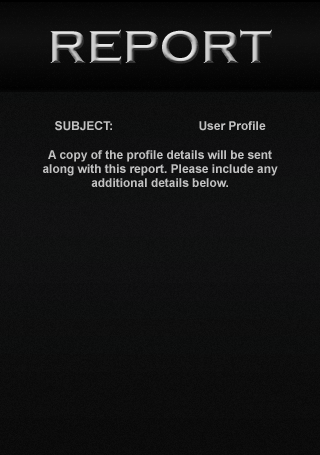 REPORT
SUBJECT: User Profile
A copy of the profile details will be sent
along with this report. Please include any
additional details below.